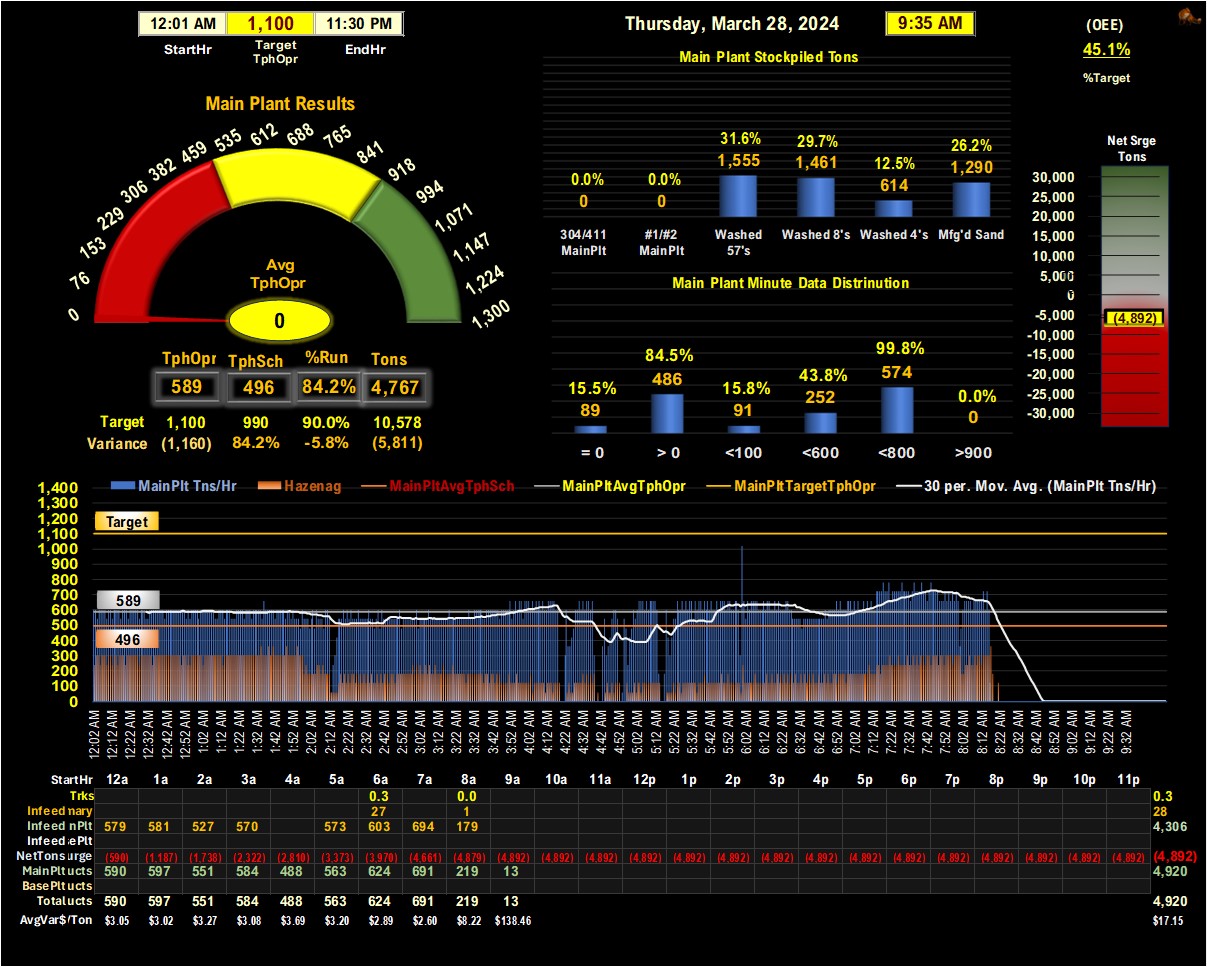 12:01 AM 1,100 11:30 PM
StartHr Target TphOpr EndHr
Thursday, March 28, 2024 9:35 AM
(OEE)
45.1%
%Target
Main Plant Results
0 76 153 229 306 382 459 535 612 688 765 841 918 994 1,071 1,147 1,224 1,300
Avg
TphOpr
0
TphOpr TphSch %Run Tons
589 496 84.2% 4,767
Target 1,100 990 90.0% 10,578
Variance (1,160) 84.2% -5.8% (5,811)
Main Plant Stockpiled Tons
0.0% 0.0% 31.6% 29.7% 12.5% 26.2%
0 0 1,555 1,461 614 1,290
304/411 MainPlt #1/#2 MainPlt Washed 57's Washed 8's Washed 4's Mfg'd Sand
Main Plant Minute Data Distrinution
15.5% 84.5% 15.8% 43.8% 99.8% 0.0%
89 486 91 252 574 0
= 0 > 0 <100 <600 <800 >900
Net Srge
Tons
30,000
25,000
20,000
15,000
10,000
5,000
0
-5,000
(4,892)
-10,000
-15,000
-20,000
-25,000
-30,000
MainPlt Tns/Hr Hazenag MainPltAvgTphSch MainPltAvgTphOpr MainPltTargetTphOpr 30 per. Mov. Avg. (MainPlt Tns/Hr)
1,400
1,300
1,200
1,100
1,000
900
800
700
600
500
400
300
200
100
0
Target
589
496
12:02 AM 12:12 AM 12:22 AM 12:32 AM 12:42 AM 12:52 AM 1:02 AM 1:12 AM 1:22 AM 1:32 AM 1:42 AM 1:52 AM 2:02 AM 2:12 AM 2:22 AM 2:32 AM 2:42 AM 2:52 AM 3:02 AM 3:12 AM 3:22 AM 3:32 AM 3:42 AM 3:52 AM 4:02 AM 4:12 AM 4:22 AM 4:32 AM 4:42 AM 4:52 AM 5:02 AM 5:12 AM 5:22 AM 5:32 AM 5:42 AM 5:52 AM 6:02 AM 6:12 AM 6:22 AM 6:32 AM 6:42 AM 6:52 AM 7:02 AM 7:12 AM 7:22 AM 7:32 AM 7:42 AM 7:52 AM 8:02 AM 8:12 AM 8:22 AM 8:32 AM 8:42 AM 8:52 AM 9:02 AM 9:12 AM 9:22 AM 9:32 AM
StartHr 12a 1a 2a 3a 4a 5a 6a 7a 8a 9a 10a 11a 12p 1p 2p 3p 4p 5p 6p 7p 8p 9p 10p 11p
Trks 0.3 0.0 0.3
Infeed nary 27 1 28
Infeed nPlt 579 581 527 570 573 603 694 179 4,306
Infeed ePlt
NetTons urge (590) (1,187) (1,738) (2,322) (2,810) (3,373) (3,970) (4,661) (4,879) (4,892) (4,892) (4,892) (4,892) (4,892) (4,892) (4,892) (4,892) (4,892) (4,892) (4,892) (4,892) (4,892) (4,892) (4,892) (4,892)
MainPlt ucts 590 597 551 584 488 563 624 691 219 13 4,920
BasePlt ucts
Total ucts 590 597 551 584 488 563 624 691 219 13 4,920
AvgVar$/Ton $3.05 $3.02 $3.27 $3.08 $3.69 $3.20 $2.89 $2.60 $8.22 $138.46 $17.15